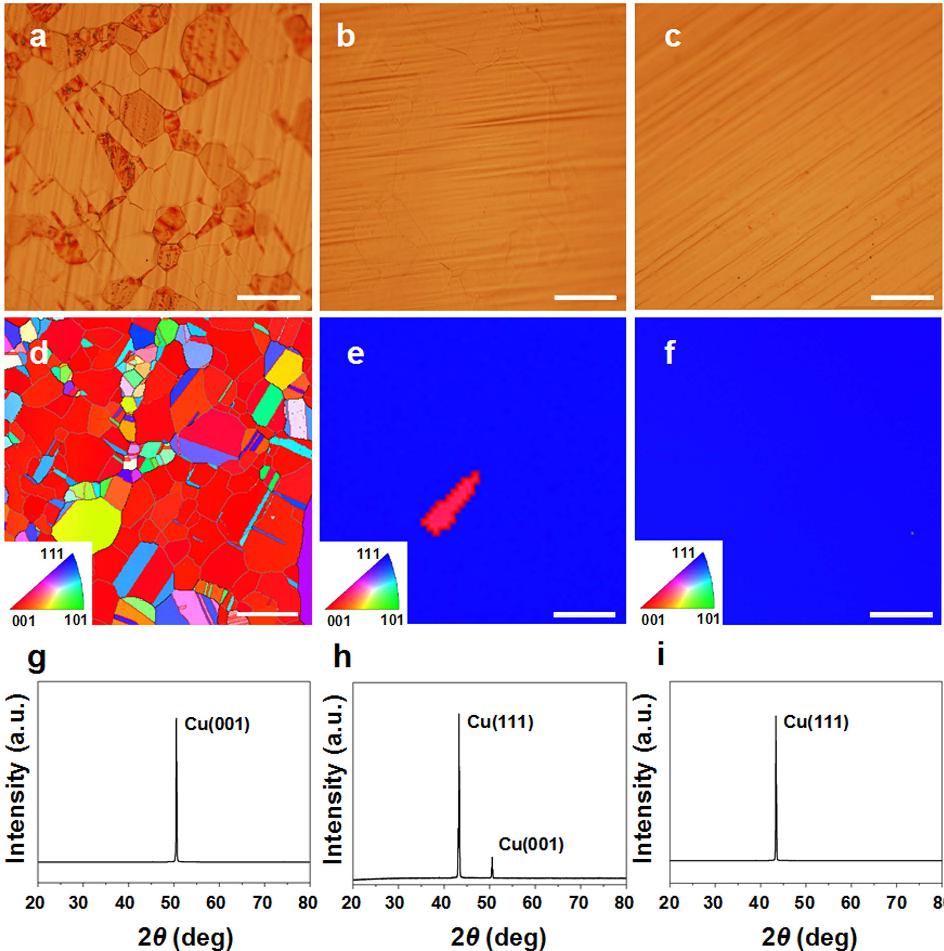 a
b
c
d
e
f
111
001
101
111
001
101
111
001
101
g
h
i
Intensity (a.u.)
Cu(001)
20 30 40 50 60 70 80
2θ (deg)
Intensity (a.u.)
Cu(111)
Cu(001)
20 30 40 50 60 70 80
2θ (deg)
Intensity (a.u.)
Cu(111)
20 30 40 50 60 70 8
2θ (deg)